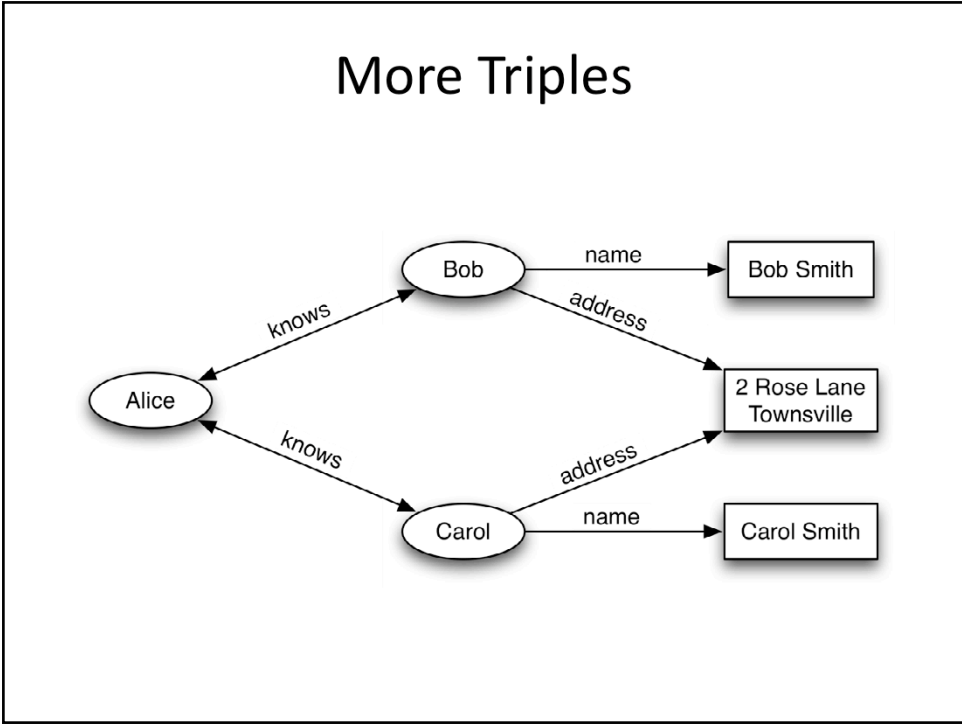 More Triples
Bob
name
Bob Smith
knows
address
Alice
2 Rose Lane
Townsville
knows
address
Carol
name
Carol Smith